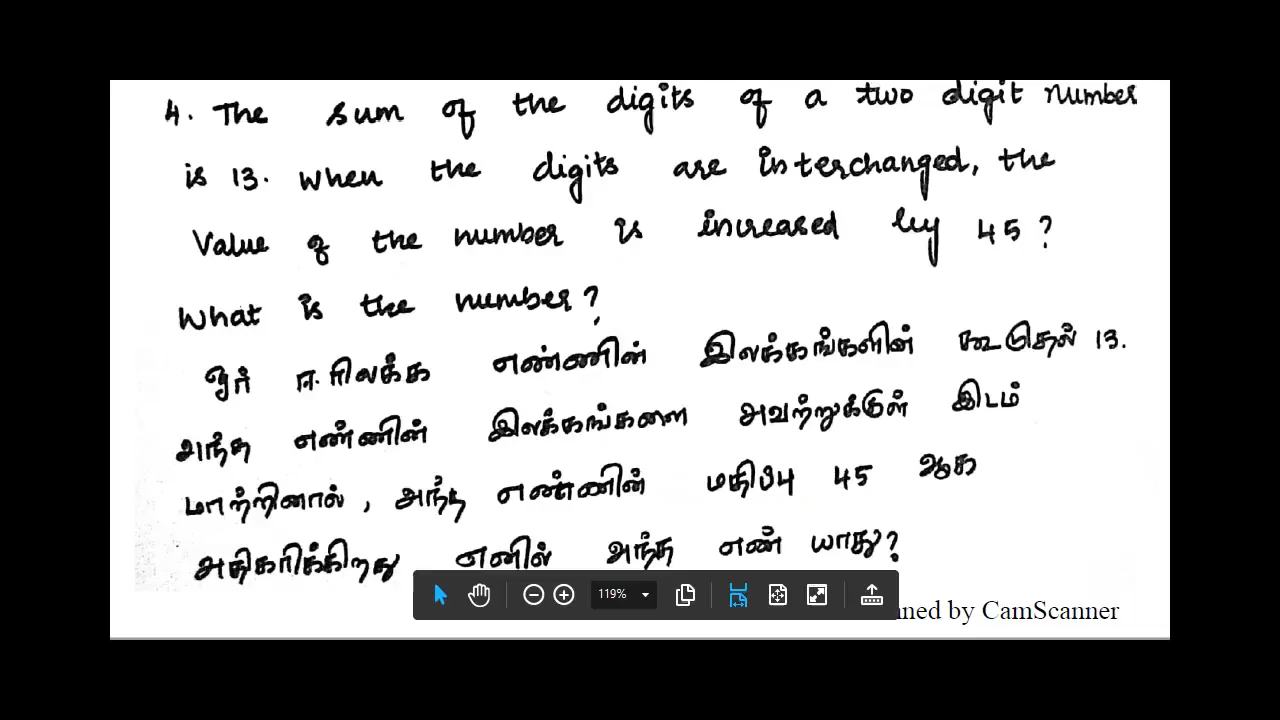 4. The sum of the digits of a two digit number
is 13. When the digits are interchanged, the
Value of the number is increased by 45?
What is the number?
ஓர் ஈரிலக்க எண்ணின் இலக்கங்களின் கூடுதல் 13.
அந்த எண்ணின் இலக்கங்களை அவற்றுக்குள் இடம்
மாற்றினால், அந்த எண்ணின் மதிப்பு 45 ஆக
அதிகரிக்கிறது எனில் அந்த எண் யாது?
119%
ned by CamScanner